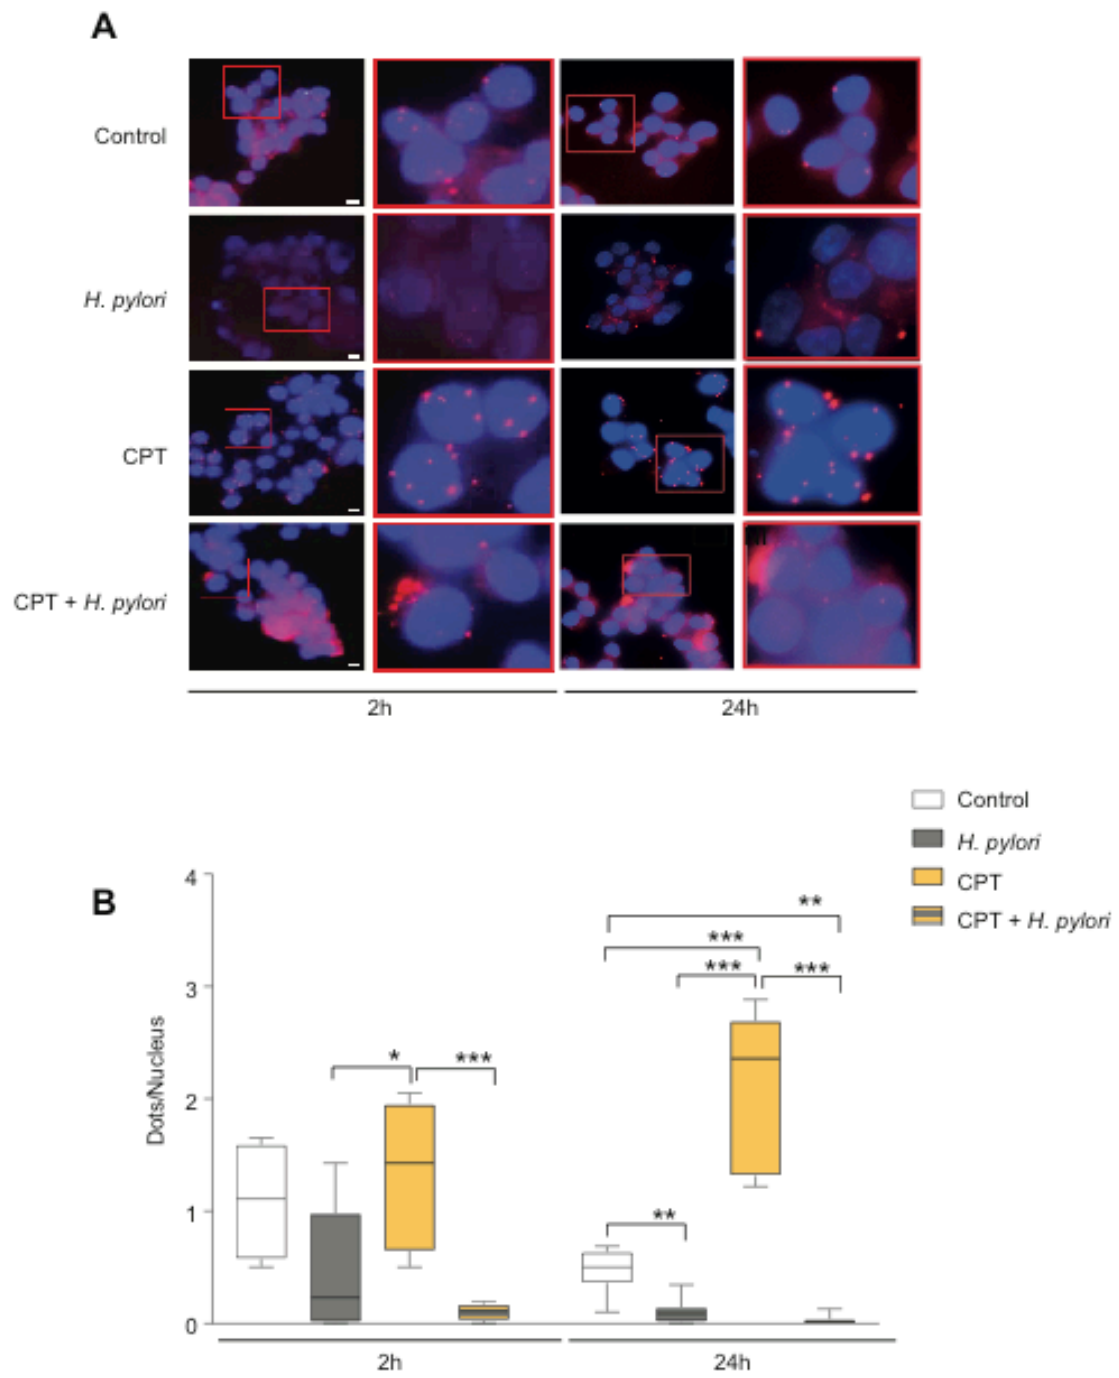 A
Control
H. pylori
CPT
CPT + H. pylori
2h
24h
Control
H. pylori
CPT
CPT + H. pylori
B
Dots/Nucleus
4
3
2
1
0
**
***
***
***
*
***
**
2h
24h